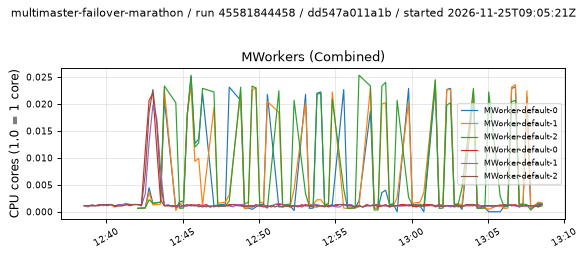 multimaster-failover-marathon / run 45581844458 / dd547a011a1b / started 2026-11-25T09:05:21Z
MWorkers (Combined)
CPU cores (1.0 = 1 core)
0.025
0.020
0.015
0.010
0.005
0.000
MWorker-default-0
MWorker-default-1
MWorker-default-2
MWorker-default-0
MWorker-default-1
MWorker-default-2
12:40
12:45
12:50
12:55
13:00
13:05
13:10